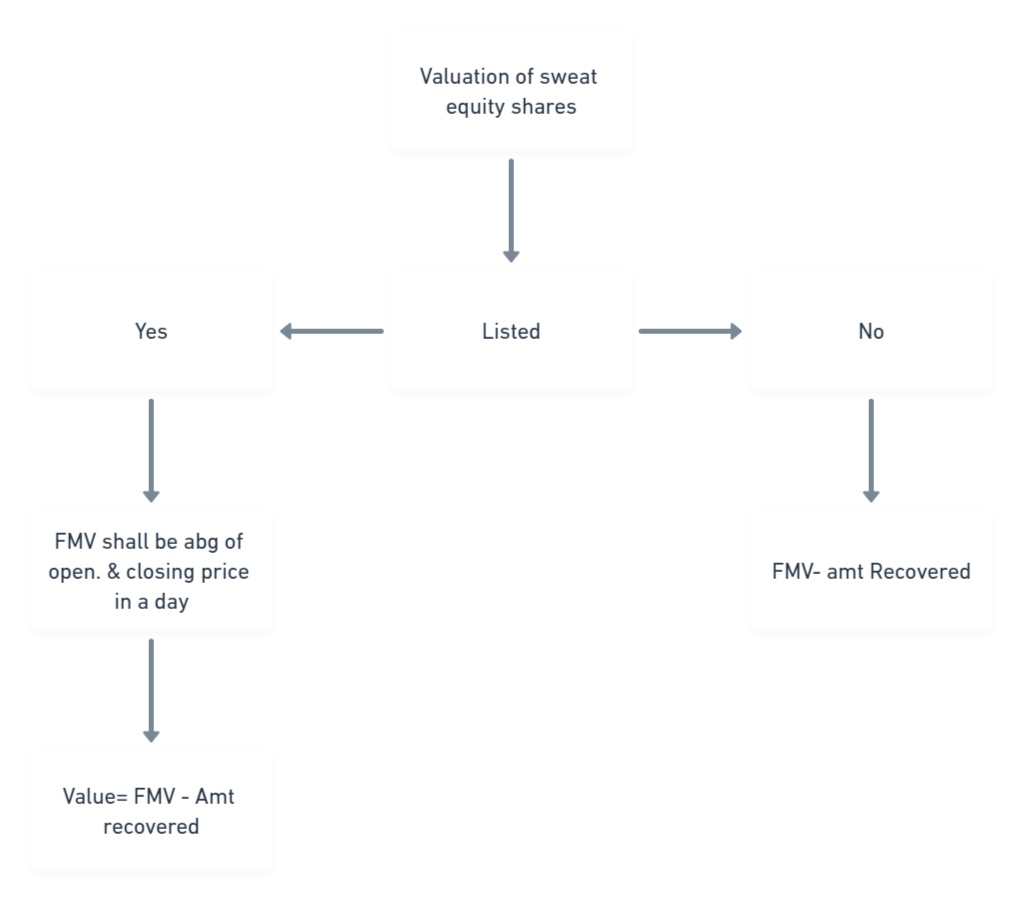 Valuation of sweat
equity shares
Yes
Listed
No
FMV shall be abg of
open. & closing price
in a day
FMV- amt Recovered
Value= FMV - Amt
recovered